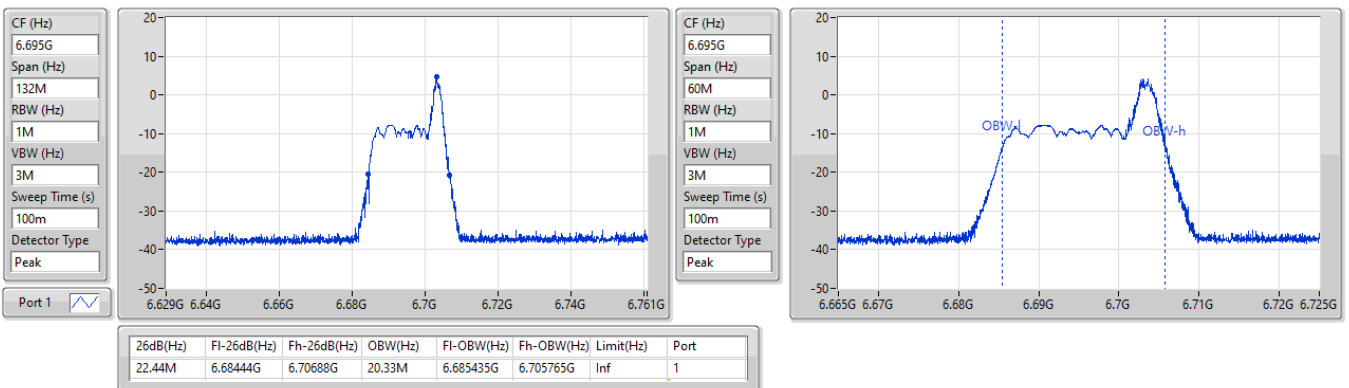 CF (Hz)
6.695G
Span (Hz)
132M
RBW (Hz)
1M
VBW (Hz)
3M
Sweep Time (s)
100m
Detector Type
Peak
Port 1
20
10
0
-10
-20
-30
-40
-50
6.629G 6.64G 6.66G 6.68G 6.7G 6.72G 6.74G 6.761G
CF (Hz)
6.695G
Span (Hz)
60M
RBW (Hz)
1M
VBW (Hz)
3M
Sweep Time (s)
100m
Detector Type
Peak
20
10
0
-10
-20
-30
-40
-50
OBW-l
OBW-h
6.665G 6.67G 6.68G 6.69G 6.7G 6.71G 6.72G 6.725G
26dB(Hz) Fl-26dB(Hz) Fh-26dB(Hz) OBW(Hz) Fl-OBW(Hz) Fh-OBW(Hz) Limit(Hz) Port
22.44M 6.68444G 6.70688G 20.33M 6.685435G 6.705765G Inf 1